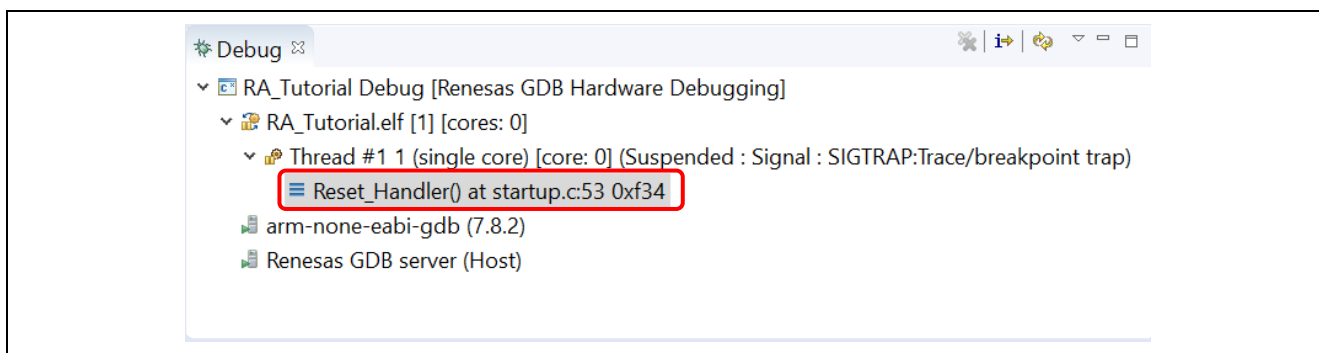 Debug
RA_Tutorial Debug [Renesas GDB Hardware Debugging]
RA_Tutorial.elf [1] [cores: 0]
Thread #1 1 (single core) [core: 0] (Suspended : Signal : SIGTRAP:Trace/breakpoint trap)
Reset_Handler() at startup.c:53 0xf34
arm-none-eabi-gdb (7.8.2)
Renesas GDB server (Host)